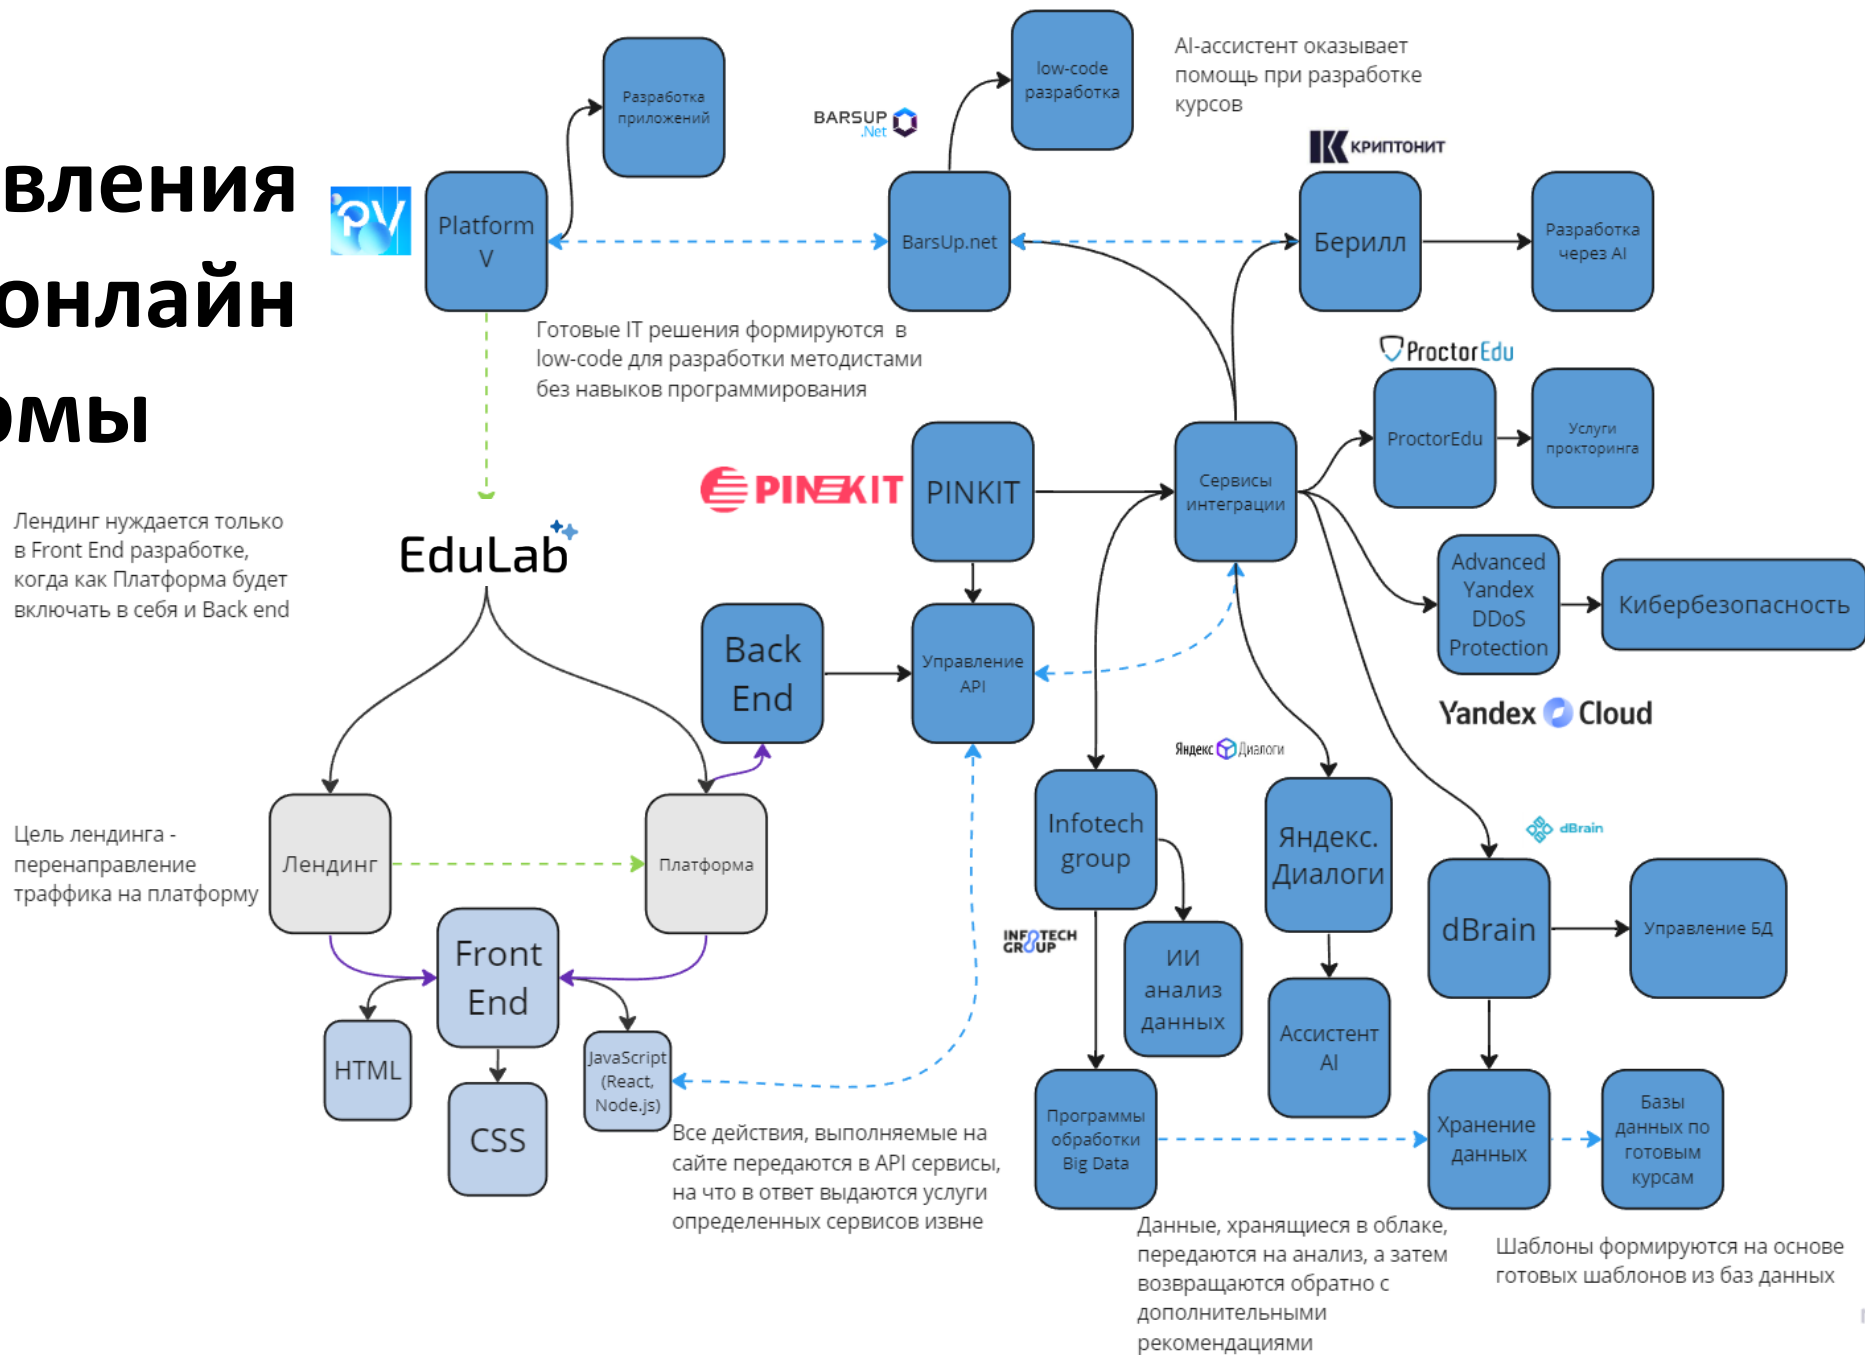 вления
онлайн
омы
Разработка
приложений
BARSUP
.Net
low-code
разработка
AI-ассистент оказывает
помощь при разработке
курсов
КРИПТОНИТ
PV
Platform
V
BarsUp.net
Берилл
Разработка
через AI
Готовые IT решения формируются в
low-code для разработки методистами
без навыков программирования
ProctorEdu
ProctorEdu
Услуги
прокторинга
PINKIT
PINKIT
Сервисы
интеграции
Лендинг нуждается только
в Front End разработке,
когда как Платформа будет
включать в себя и Back end
EduLab
Advanced
Yandex
DDoS
Protection
Кибербезопасность
Yandex Cloud
Back
End
Управление
API
Яндекс Диалоги
Цель лендинга -
перенаправление
траффика на платформу
Лендинг
Платформа
Infotech
group
Яндекс.
Диалоги
dBrain
dBrain
Управление БД
INFOTECH
GROUP
ИИ
анализ
данных
Ассистент
AI
Front
End
HTML
CSS
JavaScript
(React,
Node.js)
Все действия, выполняемые на
сайте передаются в API сервисы,
на что в ответ выдаются услуги
определенных сервисов извне
Программы
обработки
Big Data
Хранение
данных
Базы
данных по
готовым
курсам
Данные, хранящиеся в облаке,
передаются на анализ, а затем
возвращаются обратно с
дополнительными
рекомендациями
Шаблоны формируются на основе
готовых шаблонов из баз данных